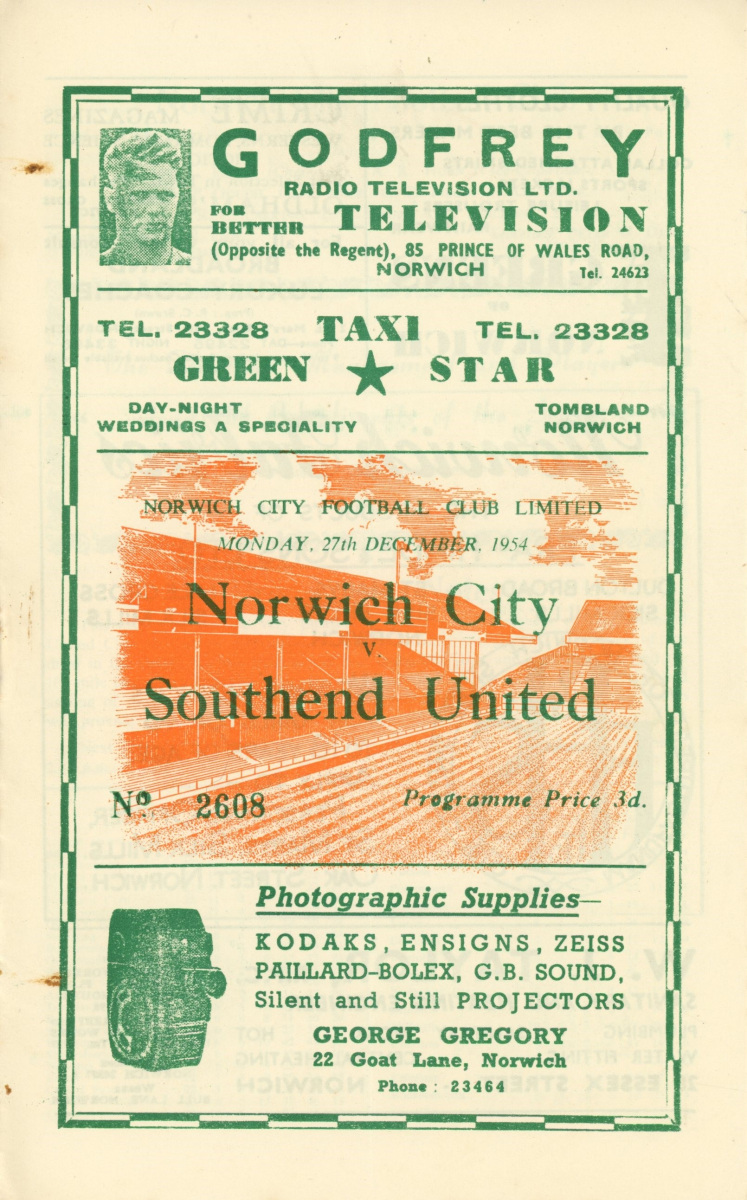 GODFREY
RADIO TELEVISION LTD.
FOR BETTER TELEVISION
(Opposite the Regent), 85 PRINCE OF WALES ROAD,
NORWICH Tel. 24623
TEL. 23328 TAXI TEL. 23328
GREEN ★ STAR
DAY-NIGHT TOMBLAND
WEDDINGS A SPECIALITY NORWICH
NORWICH CITY FOOTBALL CLUB LIMITED
MONDAY, 27th DECEMBER, 1954
Norwich City
v.
Southend United
Nº 2608 Programme Price 3d.
Photographic Supplies—
KODAKS, ENSIGNS, ZEISS
PAILLARD-BOLEX, G.B. SOUND,
Silent and Still PROJECTORS
GEORGE GREGORY
22 Goat Lane, Norwich
Phone : 23464